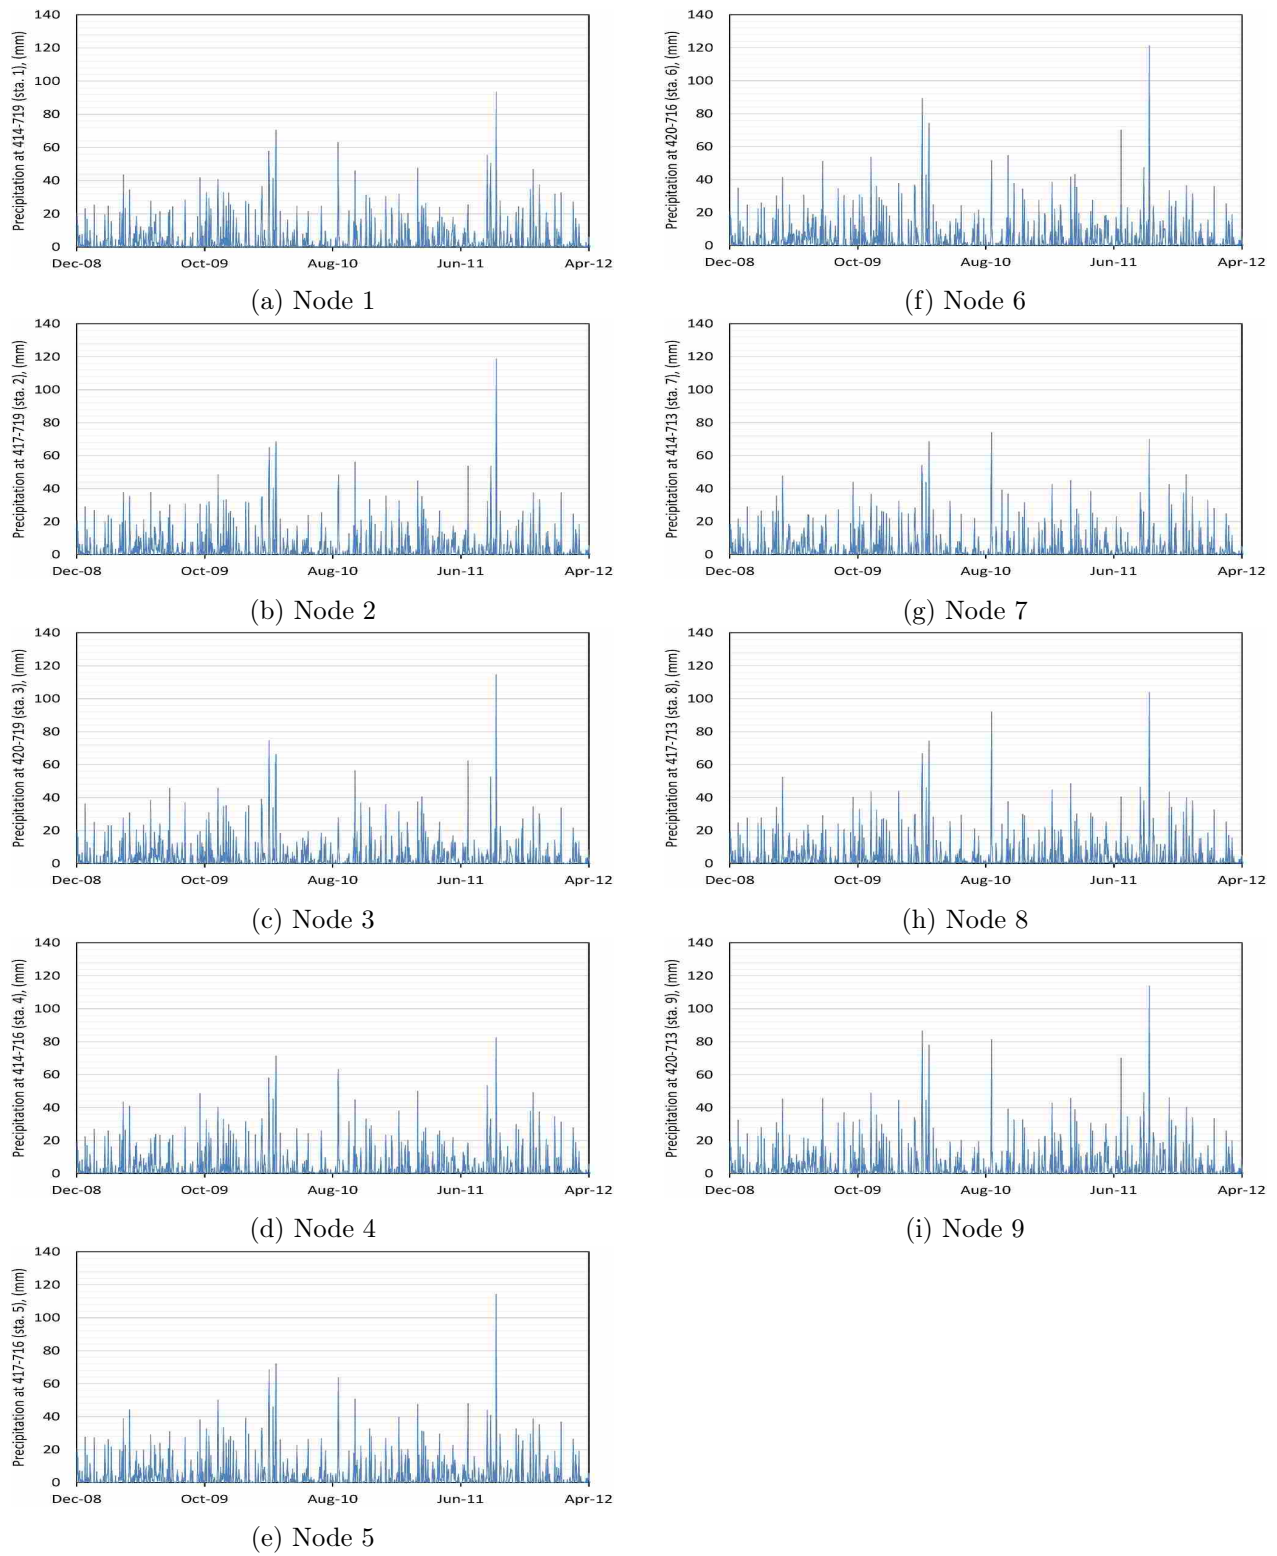 Precipitation at 414-719 (sta. 1), (mm)
140
120
100
80
60
40
20
0
Dec-08 Oct-09 Aug-10 Jun-11 Apr-12
(a) Node 1
Precipitation at 417-719 (sta. 2), (mm)
140
120
100
80
60
40
20
0
Dec-08 Oct-09 Aug-10 Jun-11 Apr-12
(b) Node 2
Precipitation at 420-719 (sta. 3), (mm)
140
120
100
80
60
40
20
0
Dec-08 Oct-09 Aug-10 Jun-11 Apr-12
(c) Node 3
Precipitation at 414-716 (sta. 4), (mm)
140
120
100
80
60
40
20
0
Dec-08 Oct-09 Aug-10 Jun-11 Apr-12
(d) Node 4
Precipitation at 417-716 (sta. 5), (mm)
140
120
100
80
60
40
20
0
Dec-08 Oct-09 Aug-10 Jun-11 Apr-12
(e) Node 5
Precipitation at 420-716 (sta. 6), (mm)
140
120
100
80
60
40
20
0
Dec-08 Oct-09 Aug-10 Jun-11 Apr-12
(f) Node 6
Precipitation at 414-713 (sta. 7), (mm)
140
120
100
80
60
40
20
0
Dec-08 Oct-09 Aug-10 Jun-11 Apr-12
(g) Node 7
Precipitation at 417-713 (sta. 8), (mm)
140
120
100
80
60
40
20
0
Dec-08 Oct-09 Aug-10 Jun-11 Apr-12
(h) Node 8
Precipitation at 420-713 (sta. 9), (mm)
140
120
100
80
60
40
20
0
Dec-08 Oct-09 Aug-10 Jun-11 Apr-12
(i) Node 9